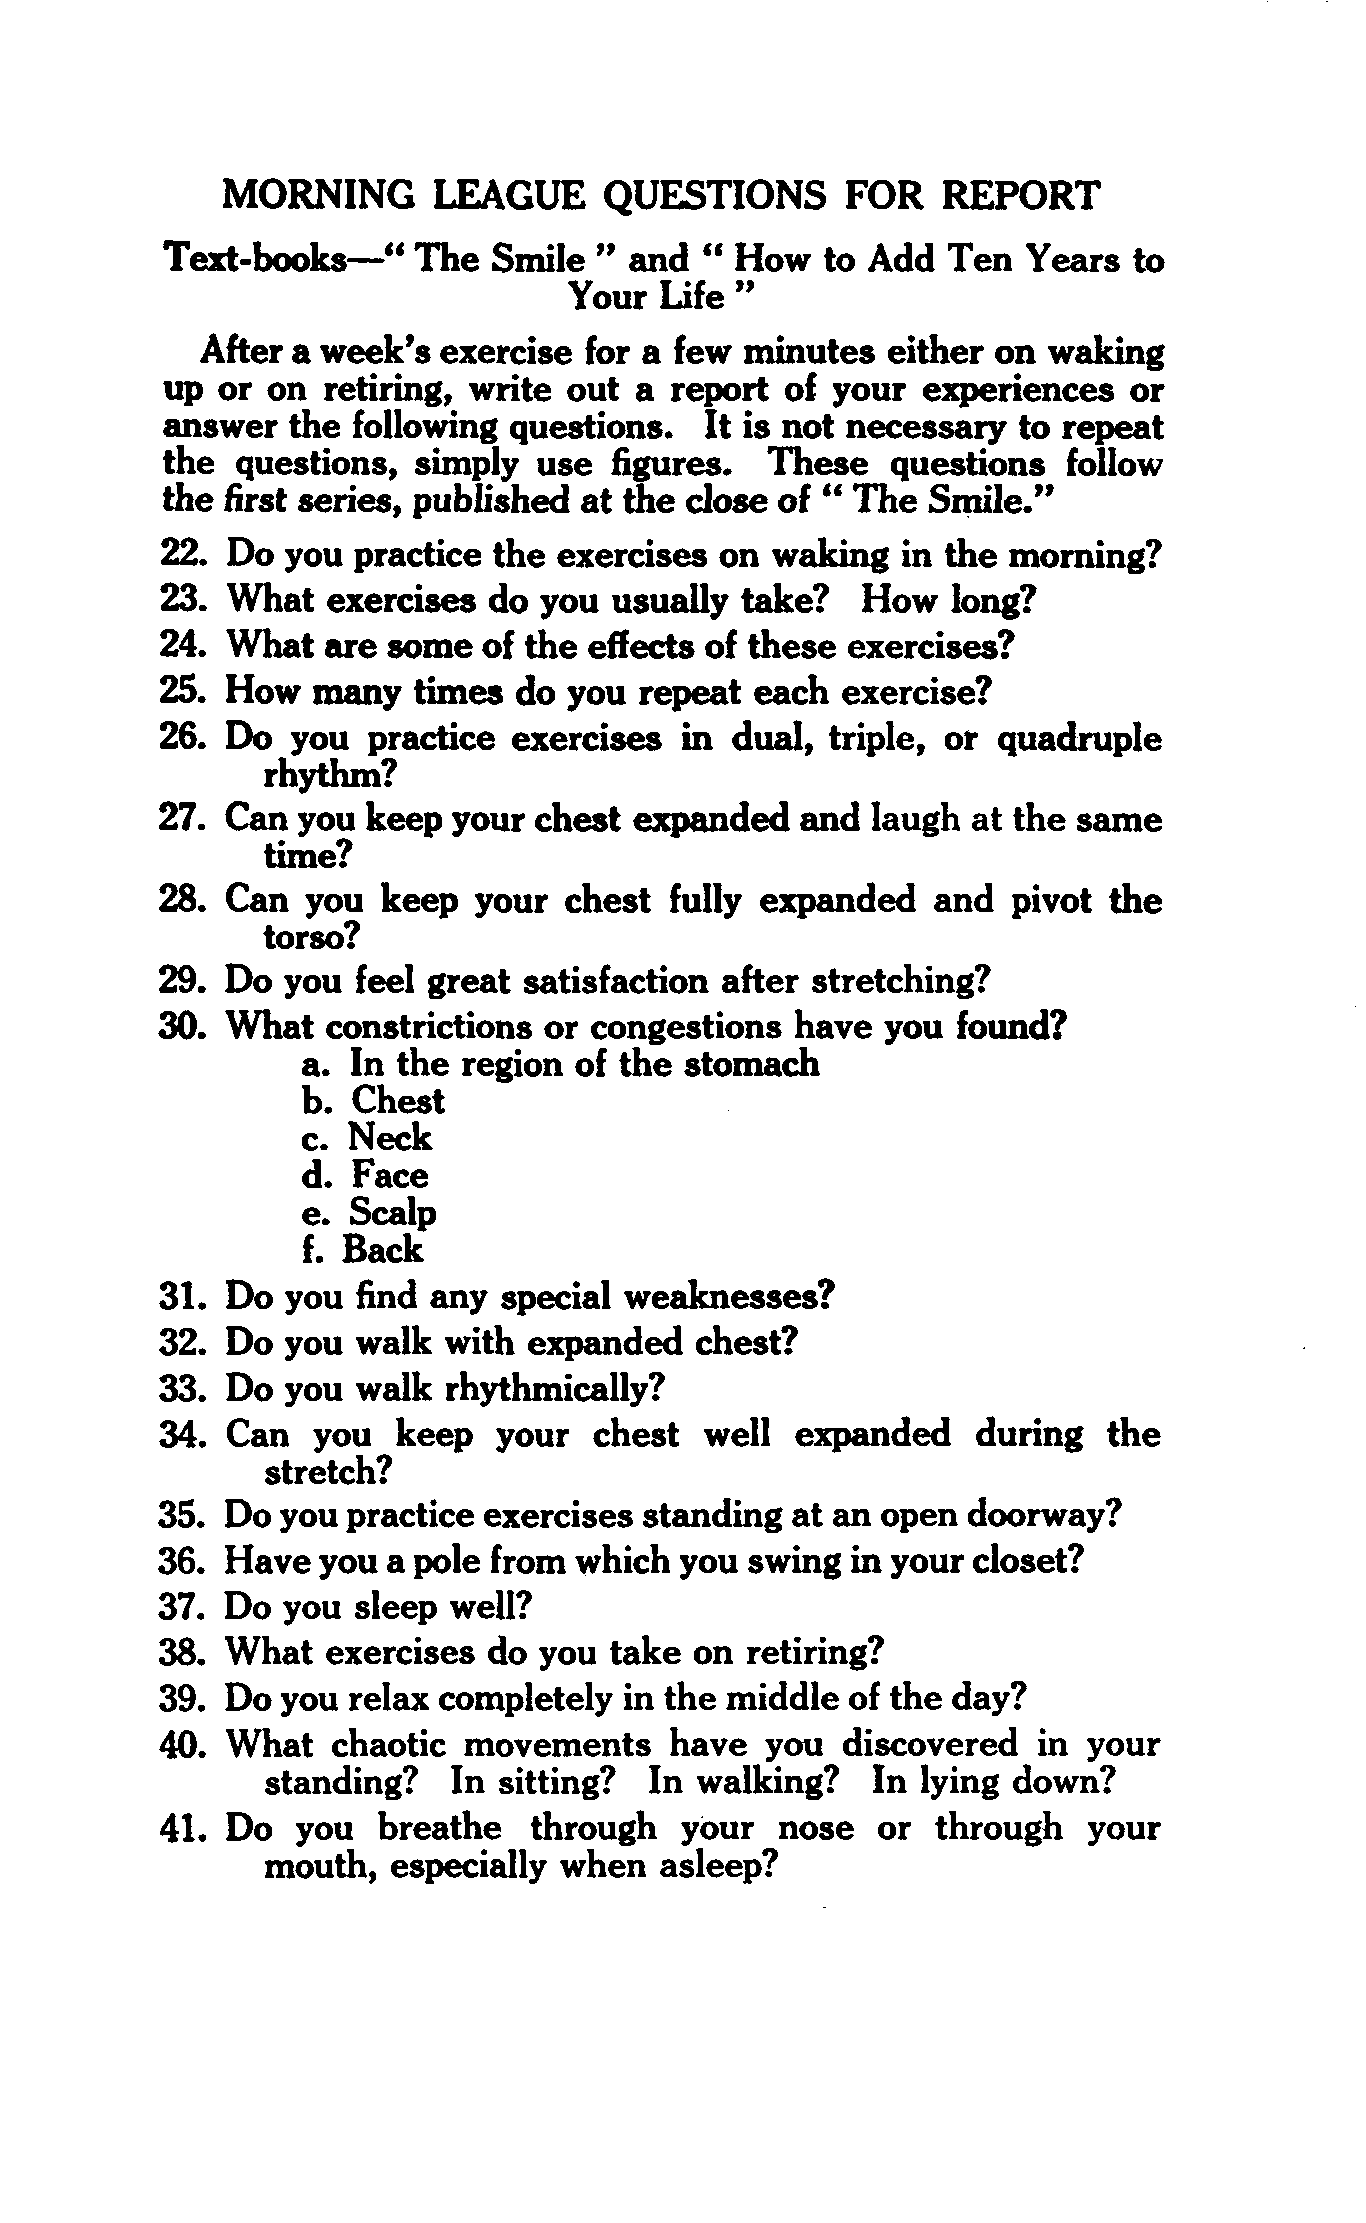 MORNING LEAGUE QUESTIONS FOR REPORT
Text-books—“ The Smile ” and “ How to Add Ten Years to
Your Life ”
After a week’s exercise for a few minutes either on waking
up or on retiring, write out a report of your experiences or
answer the following questions. It is not necessary to repeat
the questions, simply use figures. These questions follow
the first series, published at the close of “ The Smile.”
22. Do you practice the exercises on waking in the morning?
23. What exercises do you usually take? How long?
24. What are some of the effects of these exercises?
25. How many times do you repeat each exercise?
26. Do you practice exercises in dual, triple, or quadruple
rhythm?
27. Can you keep your chest expanded and laugh at the same
time?
28. Can you keep your chest fully expanded and pivot the
torso?
29. Do you feel great satisfaction after stretching?
30. What constrictions or congestions have you found?
a. In the region of the stomach
b. Chest
c. Neck
d. Face
e. Scalp
f. Back
31. Do you find any special weaknesses?
32. Do you walk with expanded chest?
33. Do you walk rhythmically?
34. Can you keep your chest well expanded during the
stretch?
35. Do you practice exercises standing at an open doorway?
36. Have you a pole from which you swing in your closet?
37. Do you sleep well?
38. What exercises do you take on retiring?
39. Do you relax completely in the middle of the day?
40. What chaotic movements have you discovered in your
standing? In sitting? In walking? In lying down?
41. Do you breathe through your nose or through your
mouth, especially when asleep?